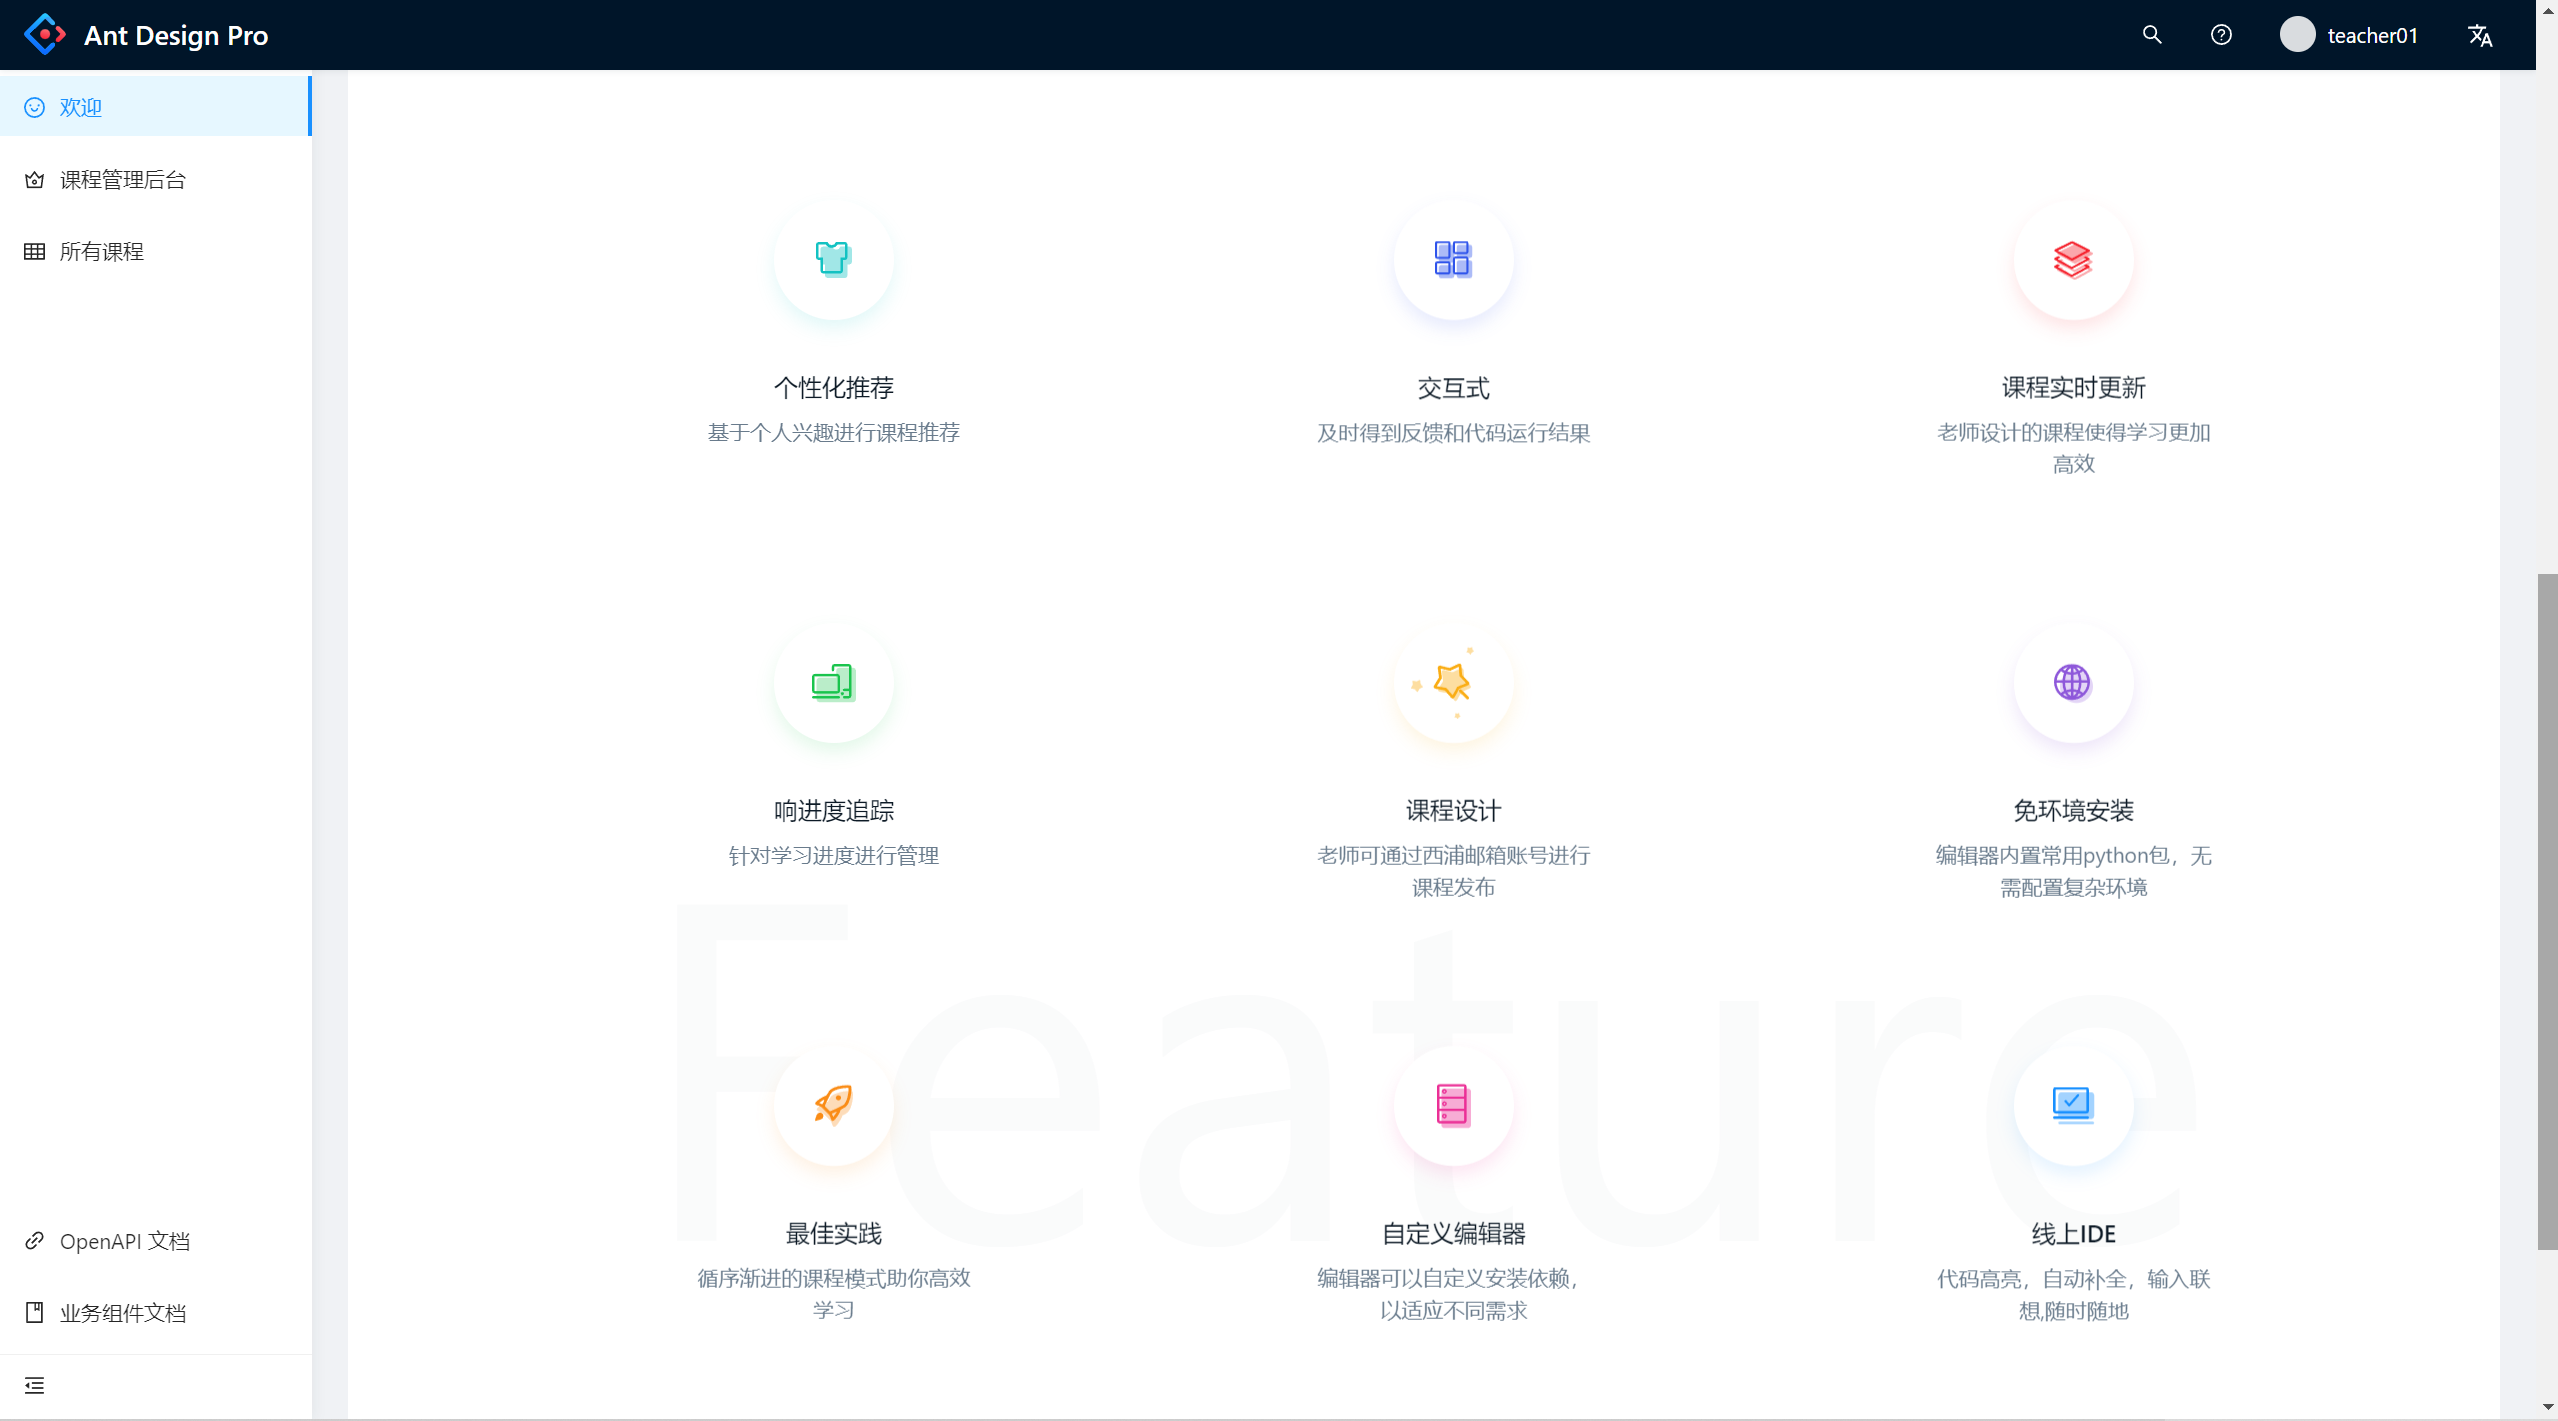 Ant Design Pro
teacher01
欢迎
课程管理后台
所有课程
个性化推荐
基于个人兴趣进行课程推荐
交互式
及时得到反馈和代码运行结果
课程实时更新
老师设计的课程使得学习更加
高效
响进度追踪
针对学习进度进行管理
课程设计
老师可通过西浦邮箱账号进行
课程发布
免环境安装
编辑器内置常用python包，无
需配置复杂环境
Feature
最佳实践
循序渐进的课程模式助你高效
学习
自定义编辑器
编辑器可以自定义安装依赖，
以适应不同需求
线上IDE
代码高亮，自动补全，输入联
想,随时随地
OpenAPI 文档
业务组件文档